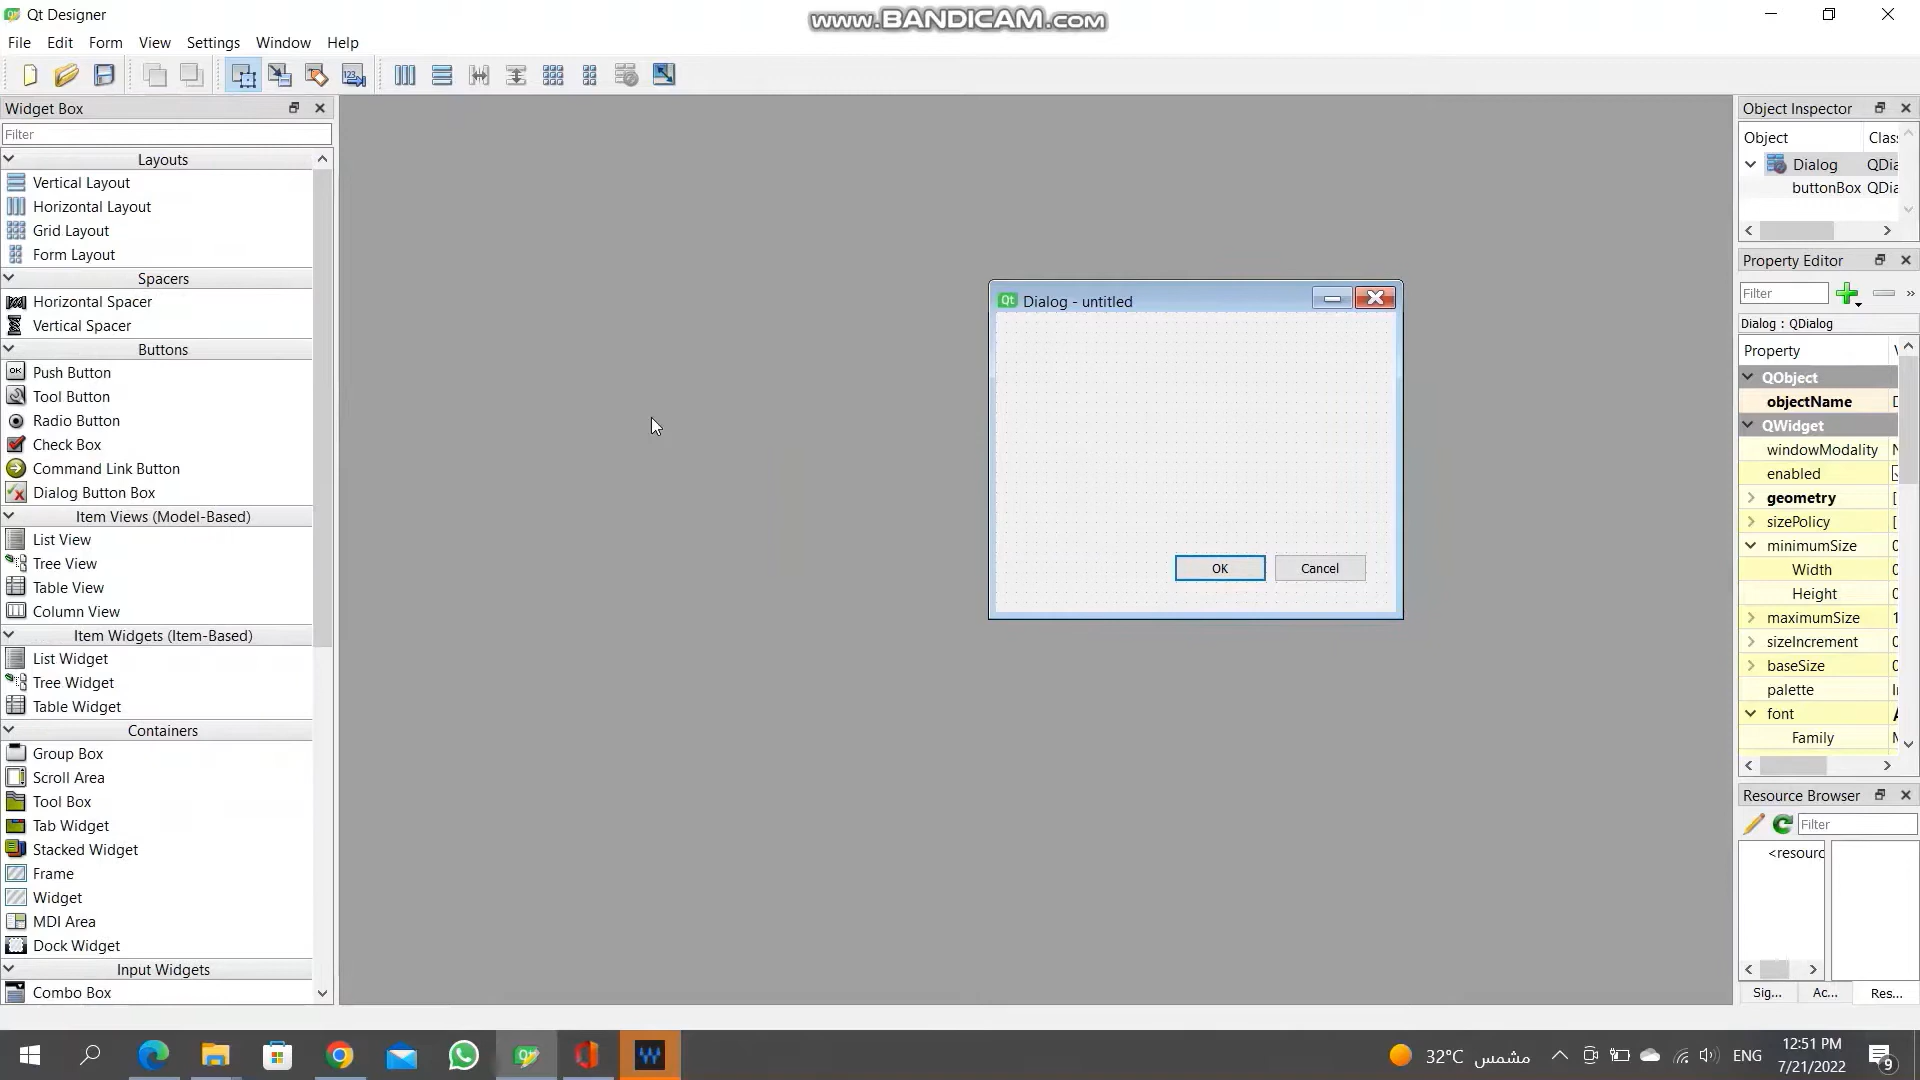 Qt Designer
www.BANDICAM.com
File Edit Form View Settings Window Help
Widget Box
Filter
Layouts
Vertical Layout
Horizontal Layout
Grid Layout
Form Layout
Spacers
Horizontal Spacer
Vertical Spacer
Buttons
Push Button
Tool Button
Radio Button
Check Box
Command Link Button
Dialog Button Box
Item Views (Model-Based)
List View
Tree View
Table View
Column View
Item Widgets (Item-Based)
List Widget
Tree Widget
Table Widget
Containers
Group Box
Scroll Area
Tool Box
Tab Widget
Stacked Widget
Frame
Widget
MDI Area
Dock Widget
Input Widgets
Combo Box
Dialog - untitled
OK Cancel
Object Inspector
Object Clas
Dialog QDia
buttonBox QDia
Property Editor
Filter
Dialog : QDialog
Property
QObject
objectName
QWidget
windowModality
enabled
geometry
sizePolicy
minimumSize
Width
Height
maximumSize
sizeIncrement
baseSize
palette
font
Family
Resource Browser
Filter
<resourc
Sig... Ac... Res...
32°C مشمس
ENG
12:51 PM
7/21/2022
9